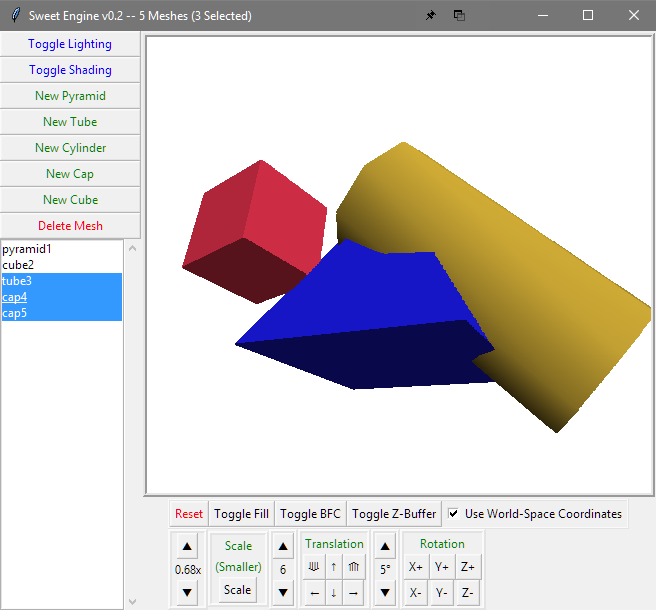 Sweet Engine v0.2 -- 5 Meshes (3 Selected)
Toggle Lighting
Toggle Shading
New Pyramid
New Tube
New Cylinder
New Cap
New Cube
Delete Mesh
pyramid1
cube2
tube3
cap4
cap5
Reset Toggle Fill Toggle BFC Toggle Z-Buffer Use World-Space Coordinates
Scale Translation Rotation
0.68x (Smaller) 6 ⤋ ↑ ⤊ 5° X+ Y+ Z+
Scale ← ↓ → X- Y- Z-